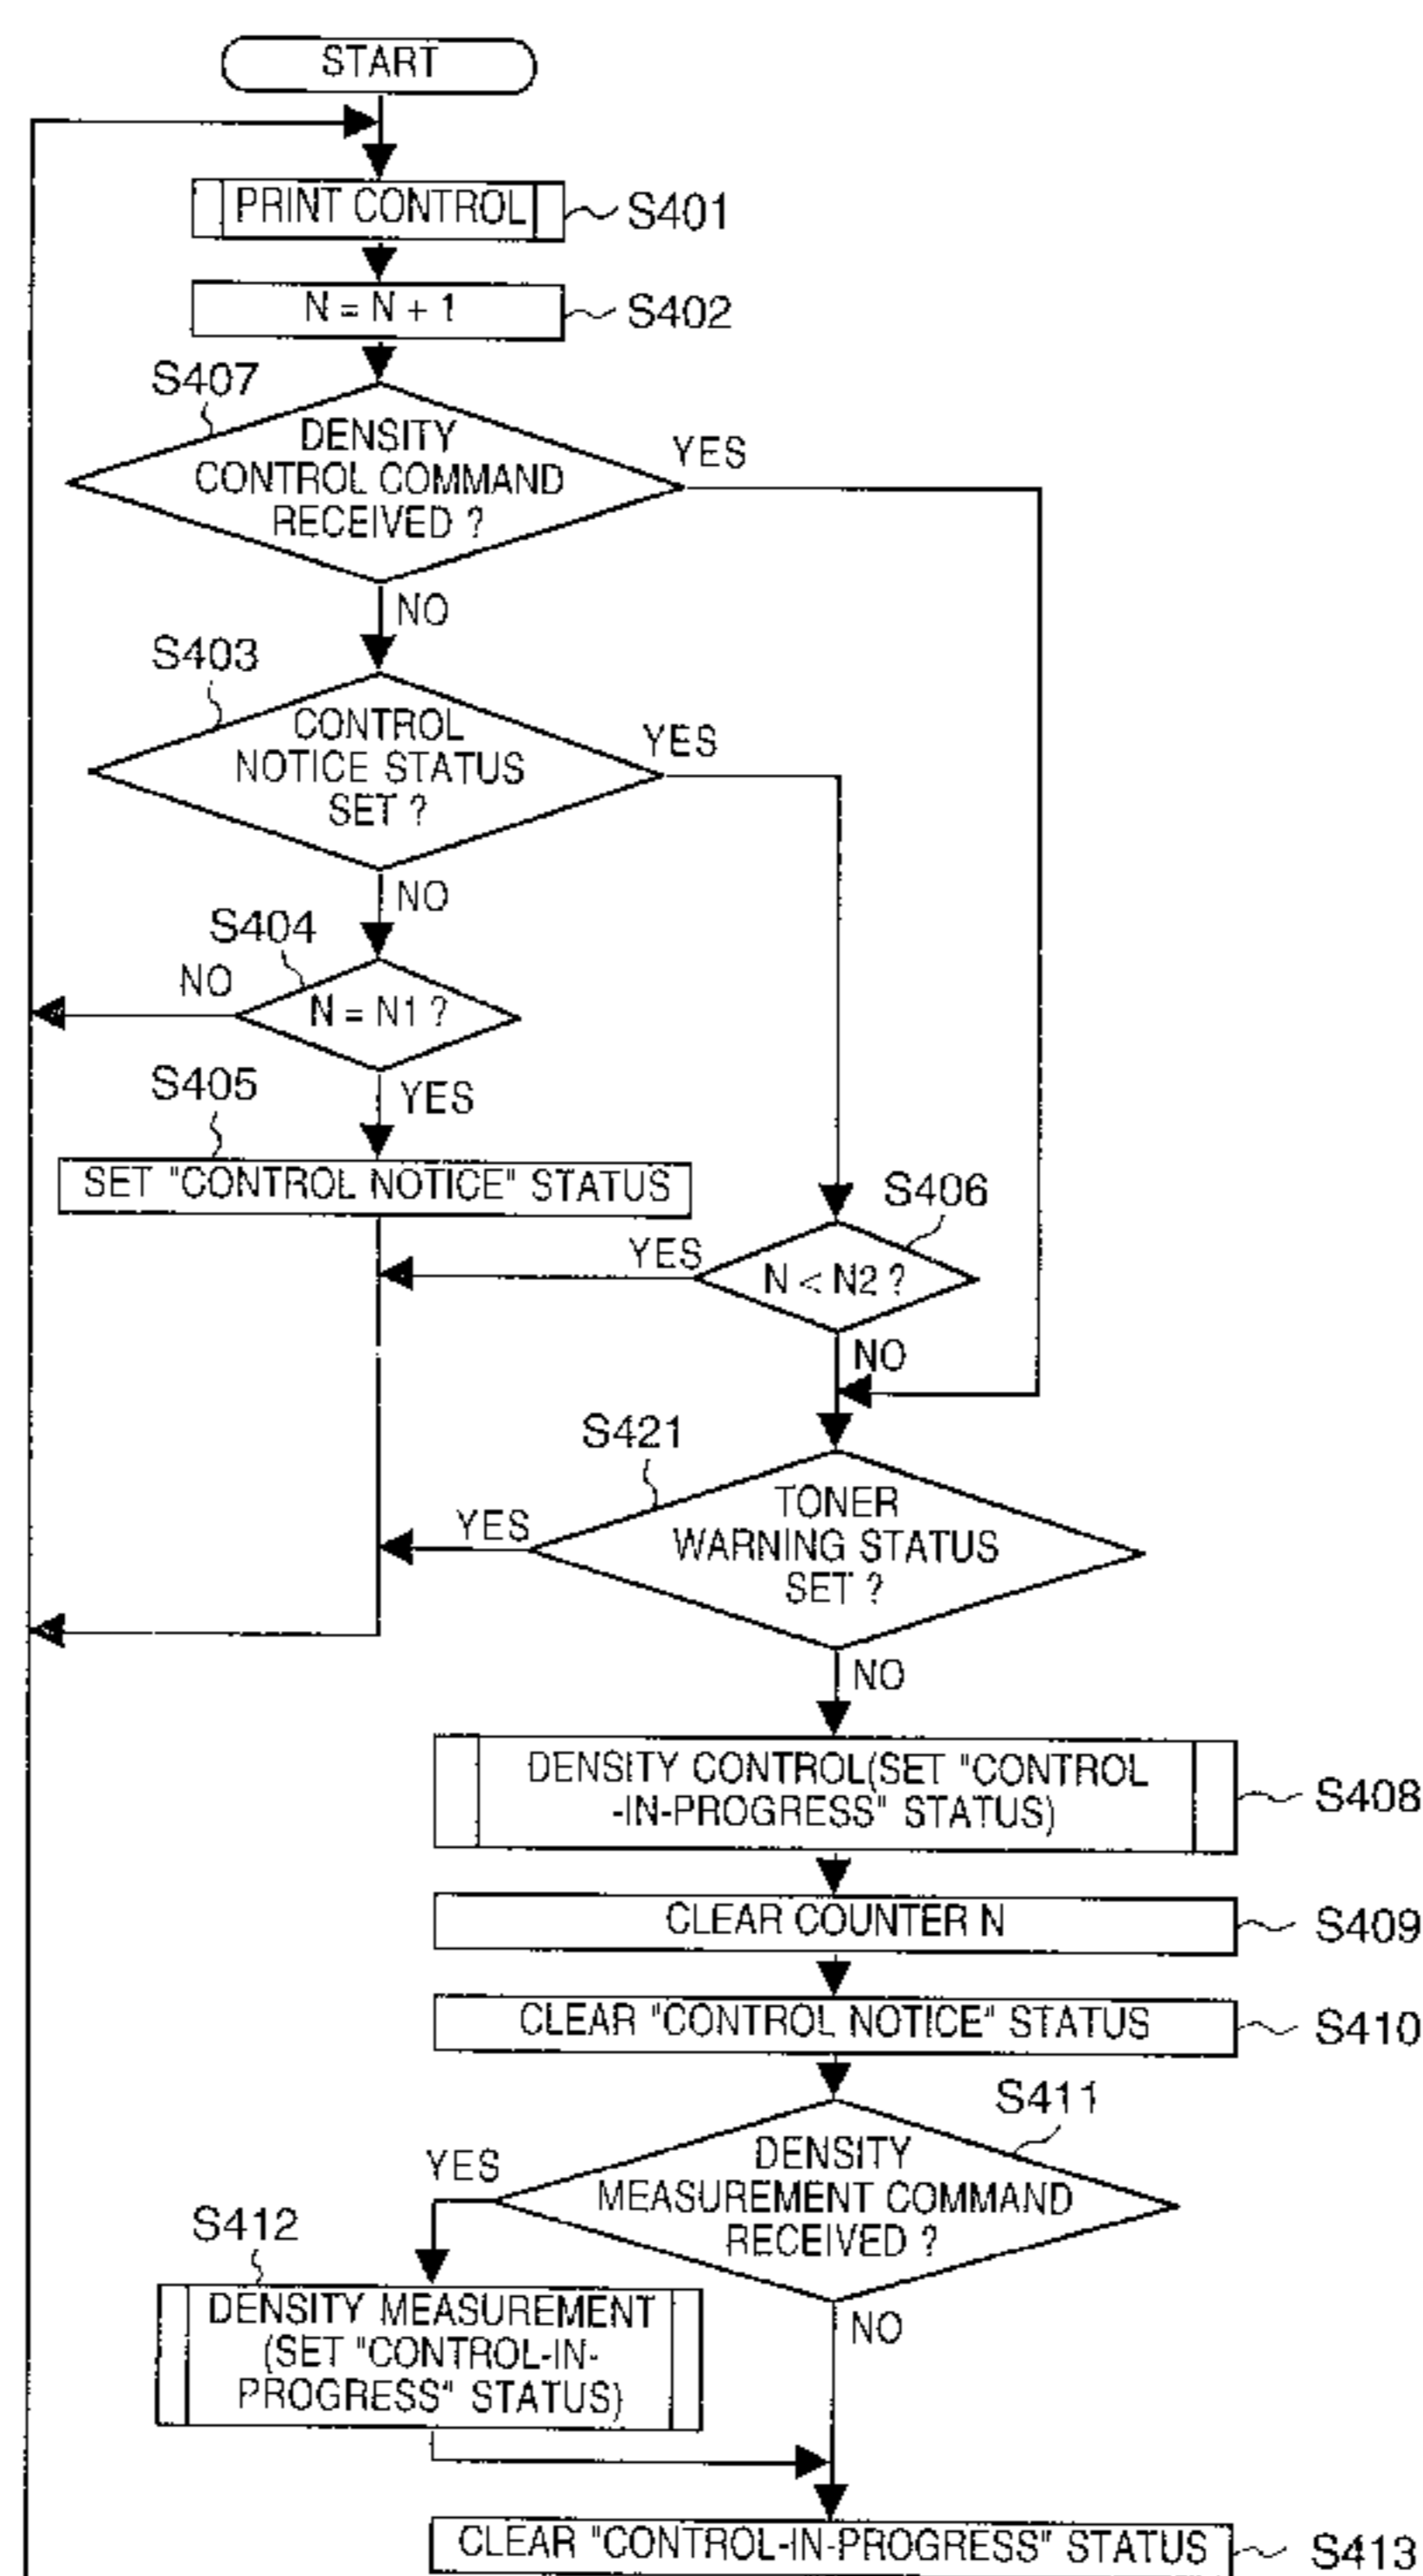 START
PRINT CONTROL
S401
N = N + 1
S402
S407
DENSITY
CONTROL COMMAND
RECEIVED ?
YES
NO
S403
CONTROL
NOTICE STATUS
SET ?
YES
NO
S404
NO
N = N1 ?
S405
YES
SET "CONTROL NOTICE" STATUS
S406
YES
N < N2 ?
NO
S421
TONER
WARNING STATUS
SET ?
YES
NO
DENSITY CONTROL(SET "CONTROL
-IN-PROGRESS" STATUS)
S408
CLEAR COUNTER N
S409
CLEAR "CONTROL NOTICE" STATUS
S410
S411
DENSITY
MEASUREMENT COMMAND
RECEIVED ?
YES
S412
DENSITY MEASUREMENT
(SET "CONTROL-IN-
PROGRESS" STATUS)
NO
CLEAR "CONTROL-IN-PROGRESS" STATUS
S413